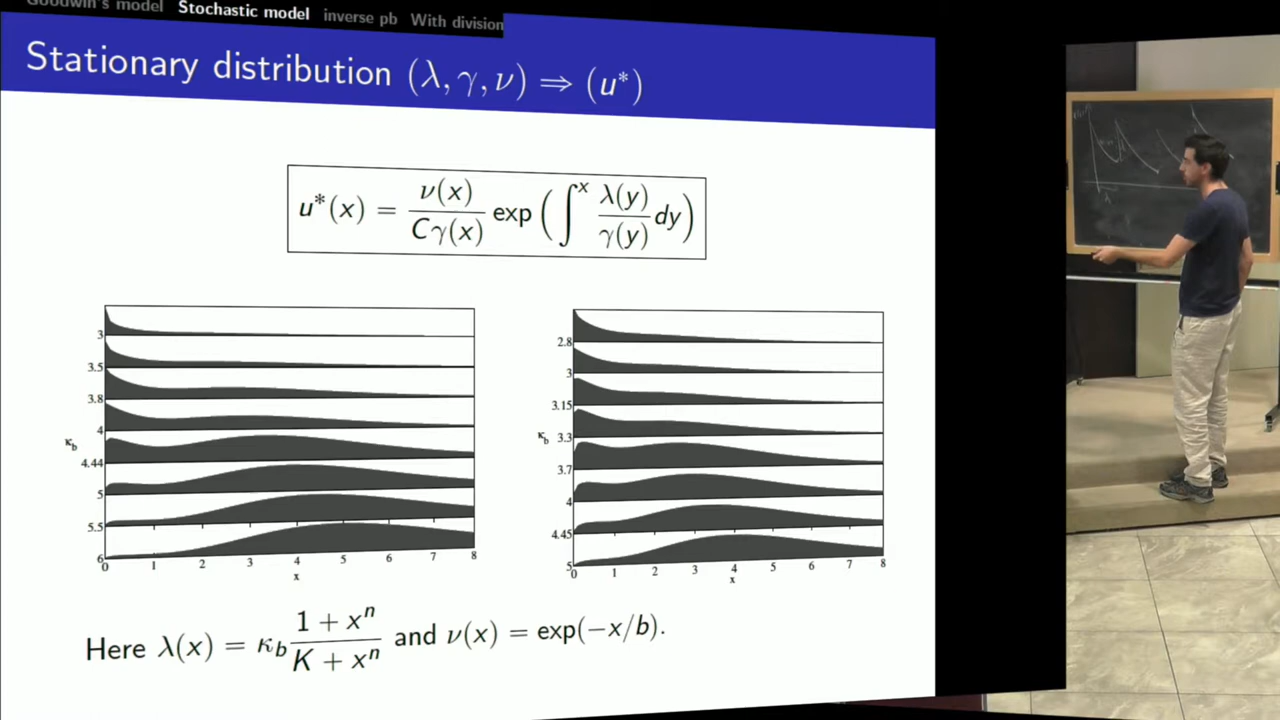 Goodwin's model Stochastic model inverse pb With division
Stationary distribution (λ, γ, ν) ⇒ (u*)
u*(x) = ν(x) / Cγ(x) exp ( ∫^x λ(y)/γ(y) dy )
3
3.5
3.8
4
κ_b
4.44
5
5.5
6
0 1 2 3 4 5 6 7 8
x
2.8
3
3.15
3.3
κ_b
3.7
4
4.45
5
0 1 2 3 4 5 6 7 8
x
Here λ(x) = κ_b (1 + x^n)/(K + x^n) and ν(x) = exp(−x/b).